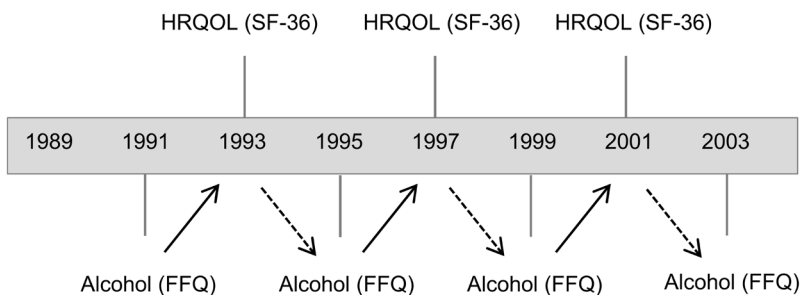 HRQOL (SF-36) HRQOL (SF-36) HRQOL (SF-36)
1989 1991 1993 1995 1997 1999 2001 2003
Alcohol (FFQ) Alcohol (FFQ) Alcohol (FFQ) Alcohol (FFQ)